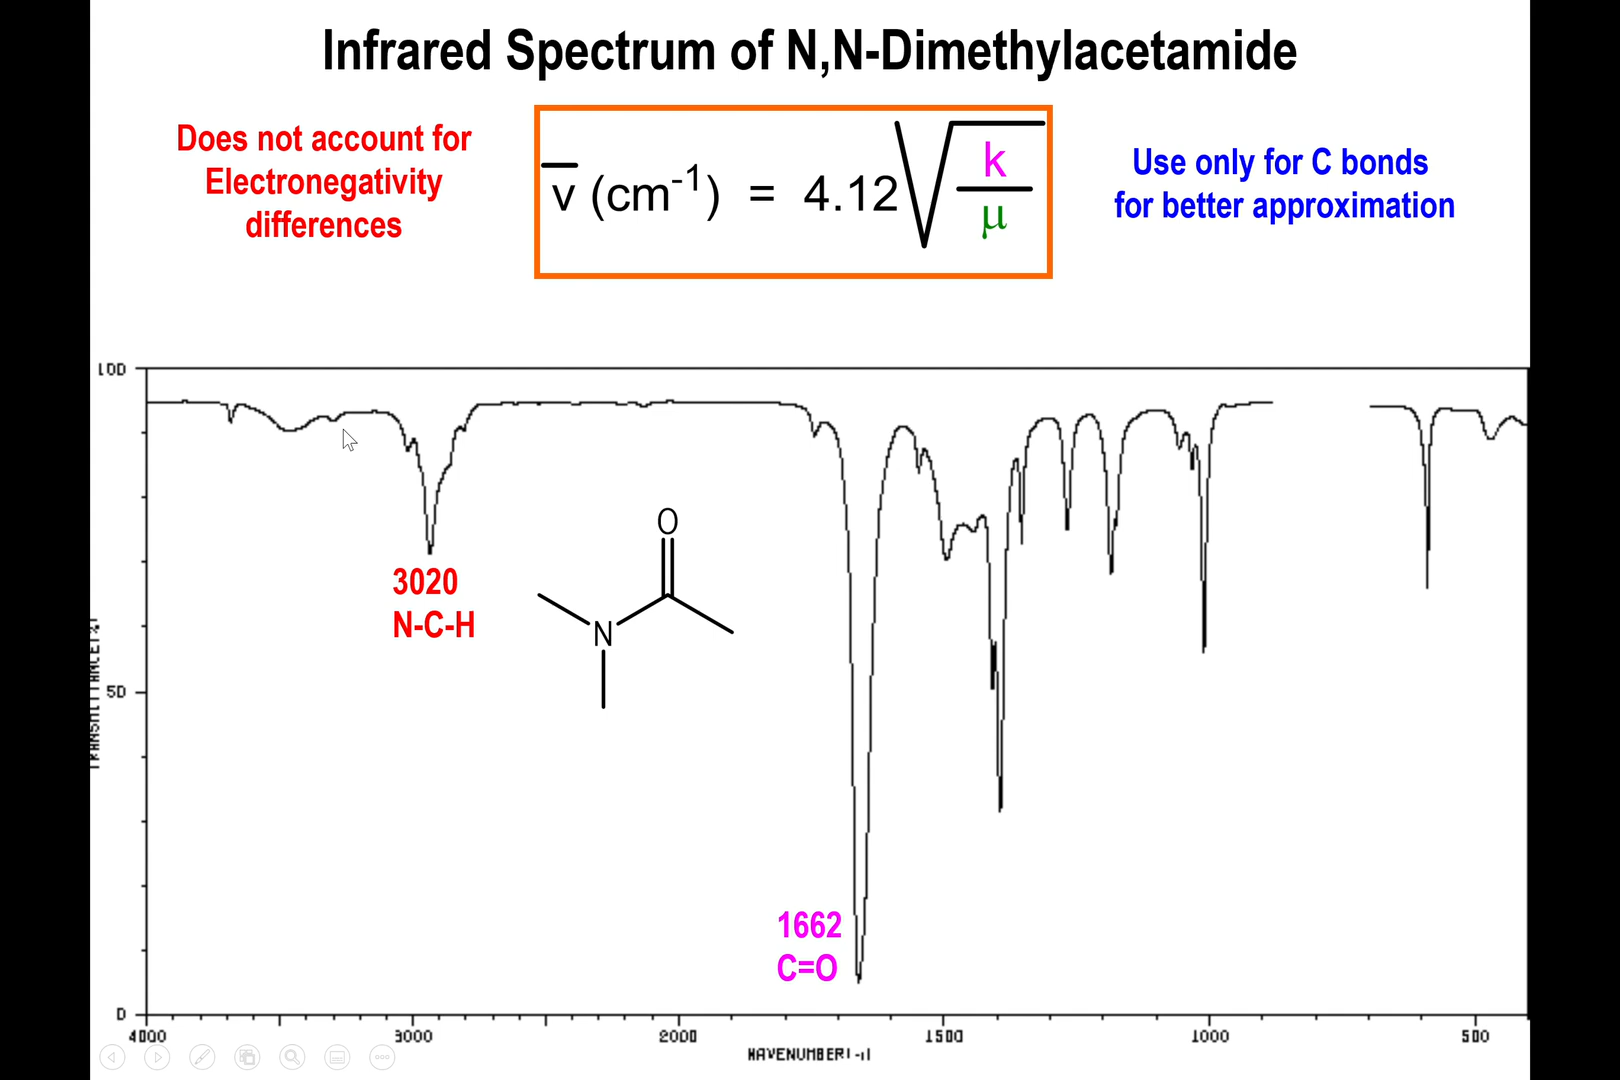 Infrared Spectrum of N,N-Dimethylacetamide
Does not account for
Electronegativity
differences
v (cm⁻¹) = 4.12√(k/μ)
Use only for C bonds
for better approximation
100
50
0
TRANSMITTANCE[%]
3020
N-C-H
O
N
1662
C=O
4000 3000 2000 1500 1000 500
WAVENUMBER[-1]